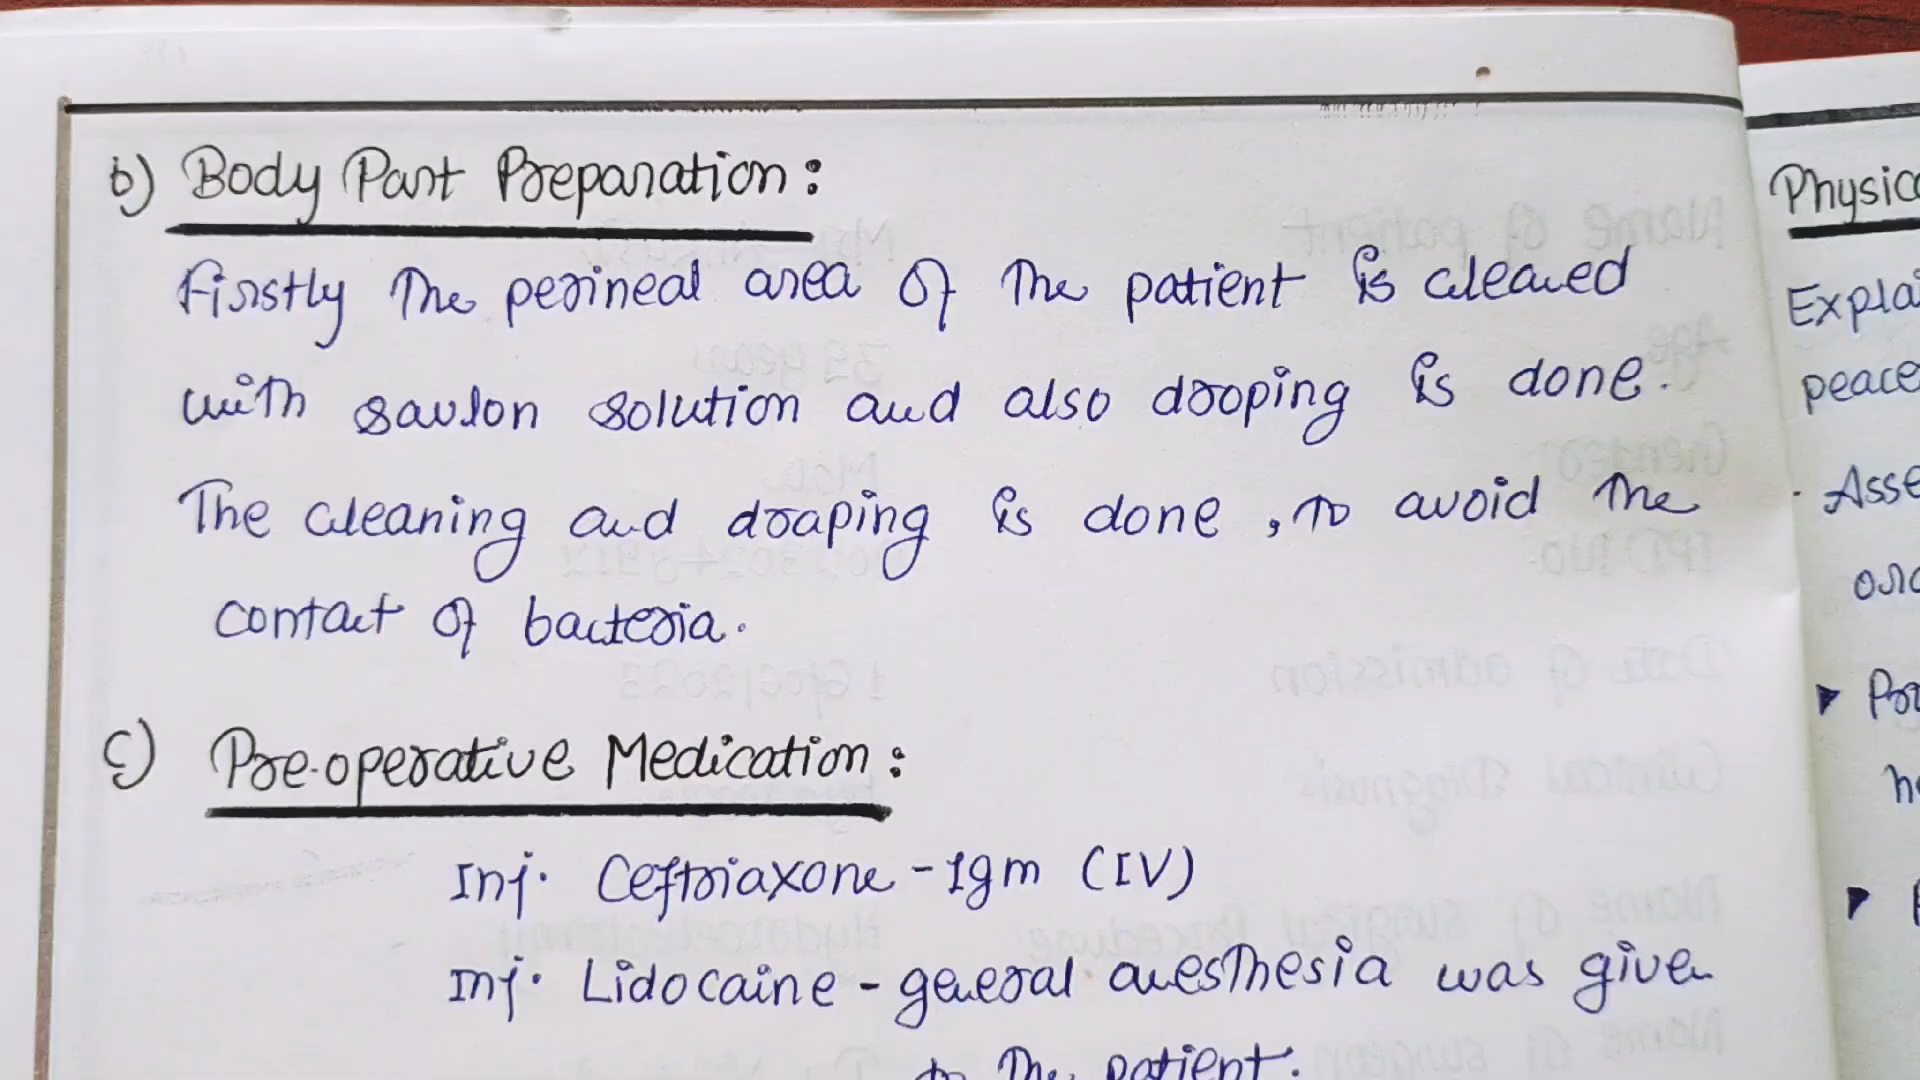 b) Body Part Preparation:
Firstly the perineal area of the patient is cleaned
with savlon solution and also drooping is done.
The cleaning and draping is done, to avoid the
contact of bacteria.
c) Pre-operative Medication:
Inj. Ceftriaxone - 1gm (IV)
Inj. Lidocaine - general anesthesia was given
to the patient.
Physic
Explai
peace
. Asse